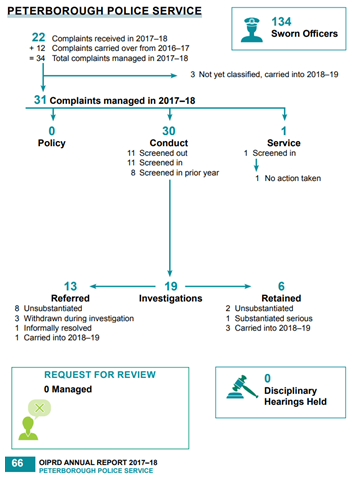 PETERBOROUGH POLICE SERVICE
134
Sworn Officers
22 Complaints received in 2017–18
+ 12 Complaints carried over from 2016–17
= 34 Total complaints managed in 2017–18
3 Not yet classified, carried into 2018–19
31 Complaints managed in 2017–18
0
Policy
30
Conduct
11 Screened out
11 Screened in
8 Screened in prior year
1
Service
1 Screened in
1 No action taken
13
Referred
8 Unsubstantiated
3 Withdrawn during investigation
1 Informally resolved
1 Carried into 2018–19
19
Investigations
6
Retained
2 Unsubstantiated
1 Substantiated serious
3 Carried into 2018–19
REQUEST FOR REVIEW
0 Managed
0
Disciplinary
Hearings Held
66 OIPRD ANNUAL REPORT 2017–18
PETERBOROUGH POLICE SERVICE